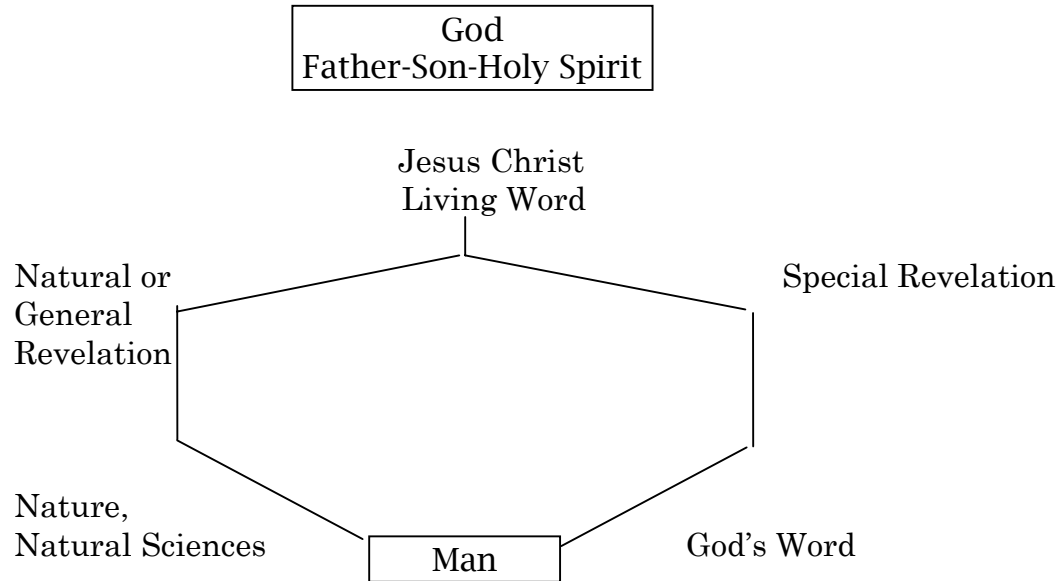 God
Father-Son-Holy Spirit
Jesus Christ
Living Word
Natural or
General
Revelation
Special Revelation
Nature,
Natural Sciences
Man
God's Word